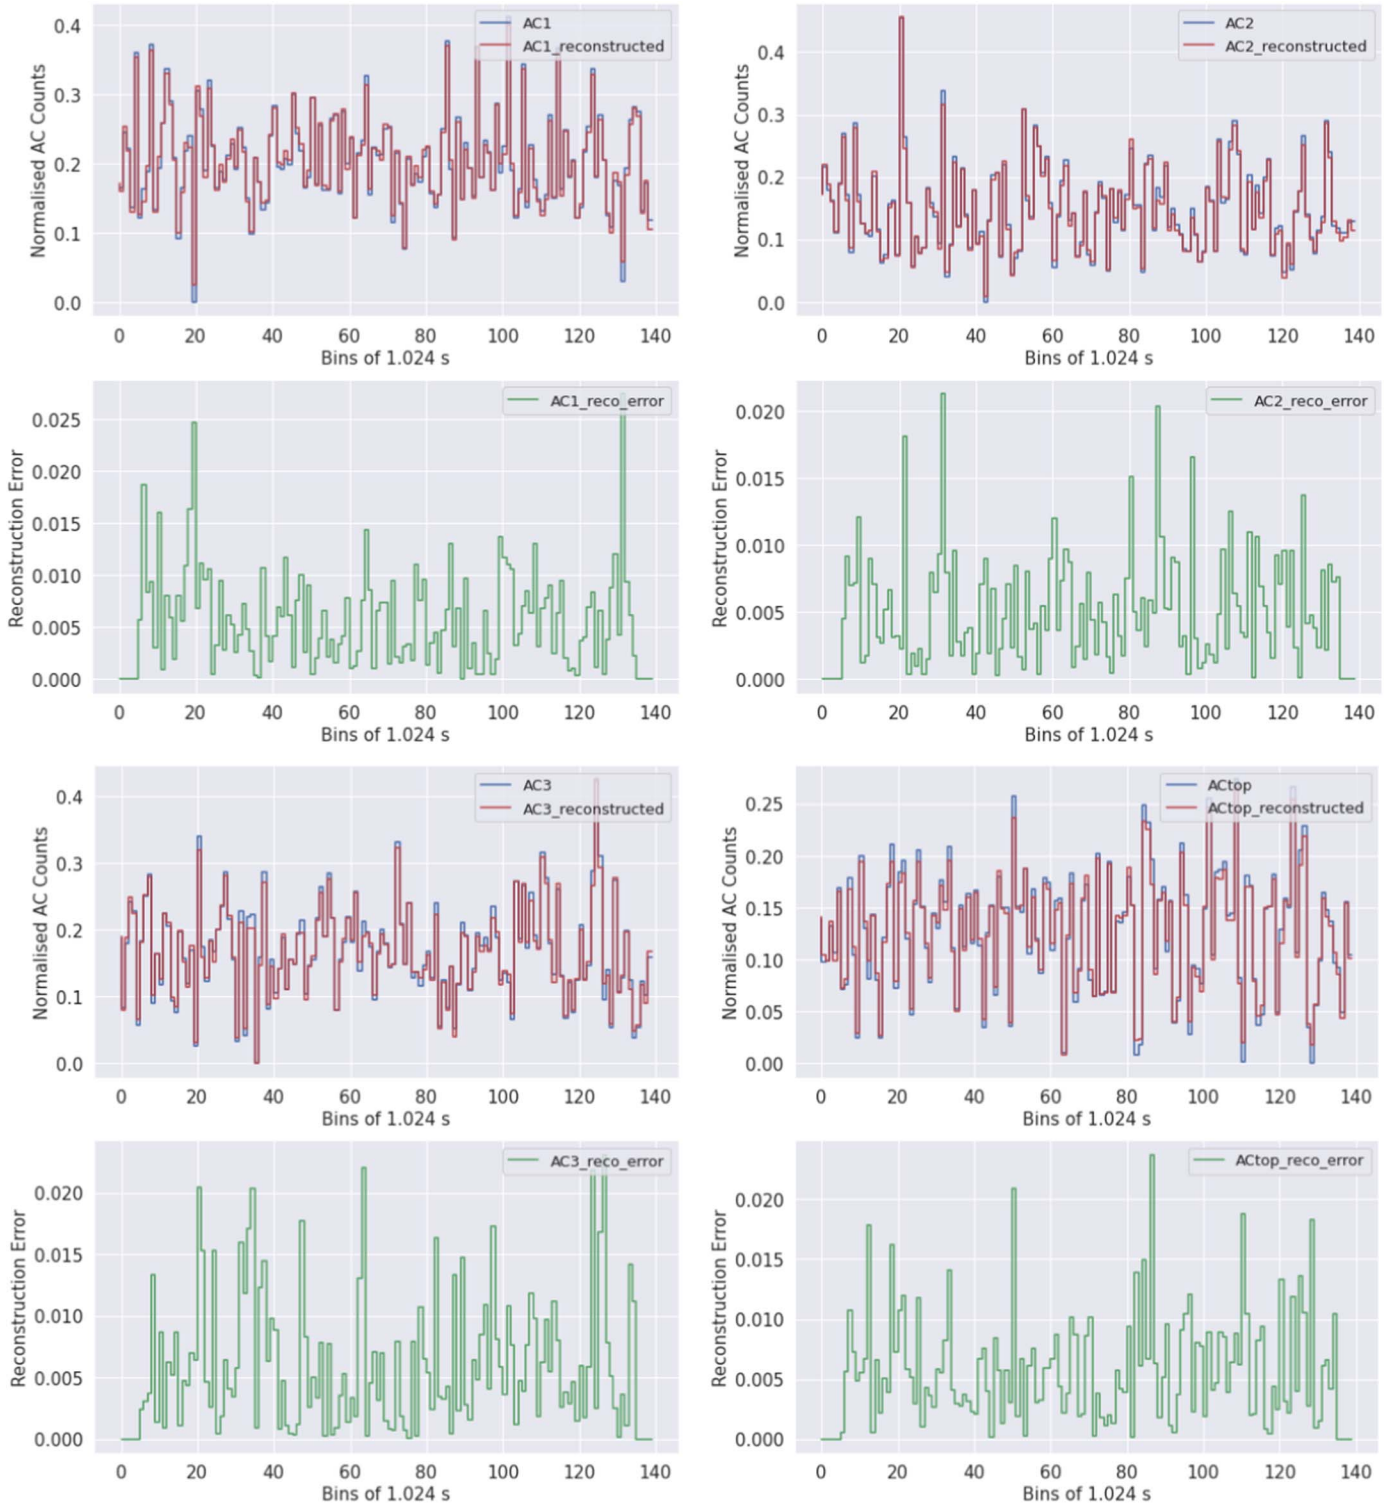 AC1
AC1_reconstructed
Normalised AC Counts
0.4
0.3
0.2
0.1
0.0
0 20 40 60 80 100 120 140
Bins of 1.024 s
AC2
AC2_reconstructed
Normalised AC Counts
0.4
0.3
0.2
0.1
0.0
0 20 40 60 80 100 120 140
Bins of 1.024 s
AC1_reco_error
Reconstruction Error
0.025
0.020
0.015
0.010
0.005
0.000
0 20 40 60 80 100 120 140
Bins of 1.024 s
AC2_reco_error
Reconstruction Error
0.020
0.015
0.010
0.005
0.000
0 20 40 60 80 100 120 140
Bins of 1.024 s
AC3
AC3_reconstructed
Normalised AC Counts
0.4
0.3
0.2
0.1
0.0
0 20 40 60 80 100 120 140
Bins of 1.024 s
ACtop
ACtop_reconstructed
Normalised AC Counts
0.25
0.20
0.15
0.10
0.05
0.00
0 20 40 60 80 100 120 140
Bins of 1.024 s
AC3_reco_error
Reconstruction Error
0.020
0.015
0.010
0.005
0.000
0 20 40 60 80 100 120 140
Bins of 1.024 s
ACtop_reco_error
Reconstruction Error
0.020
0.015
0.010
0.005
0.000
0 20 40 60 80 100 120 140
Bins of 1.024 s